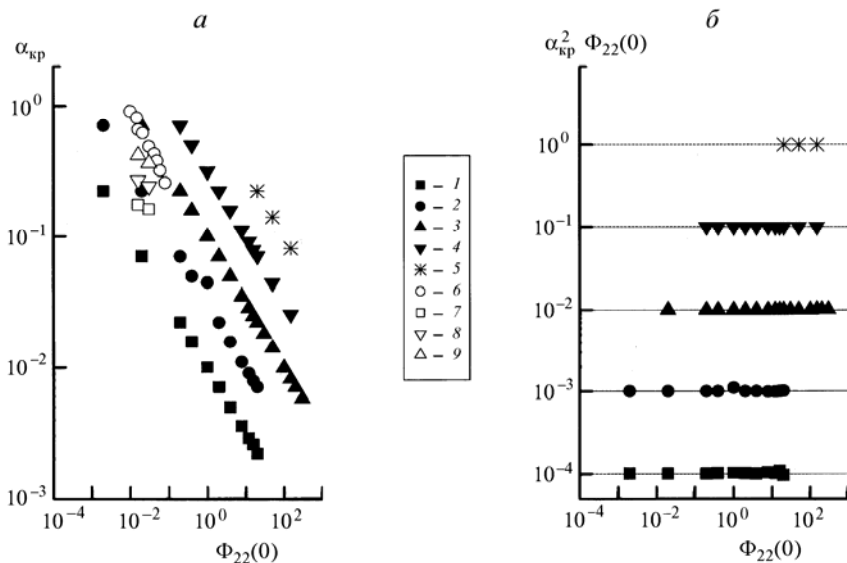 а
б
α_кр
10^0
10^-1
10^-2
10^-3
10^-4 10^-2 10^0 10^2
Φ_22(0)
■ – 1
● – 2
▲ – 3
▼ – 4
✳ – 5
○ – 6
□ – 7
▽ – 8
△ – 9
α_кр^2 Φ_22(0)
10^0
10^-1
10^-2
10^-3
10^-4
10^-4 10^-2 10^0 10^2
Φ_22(0)